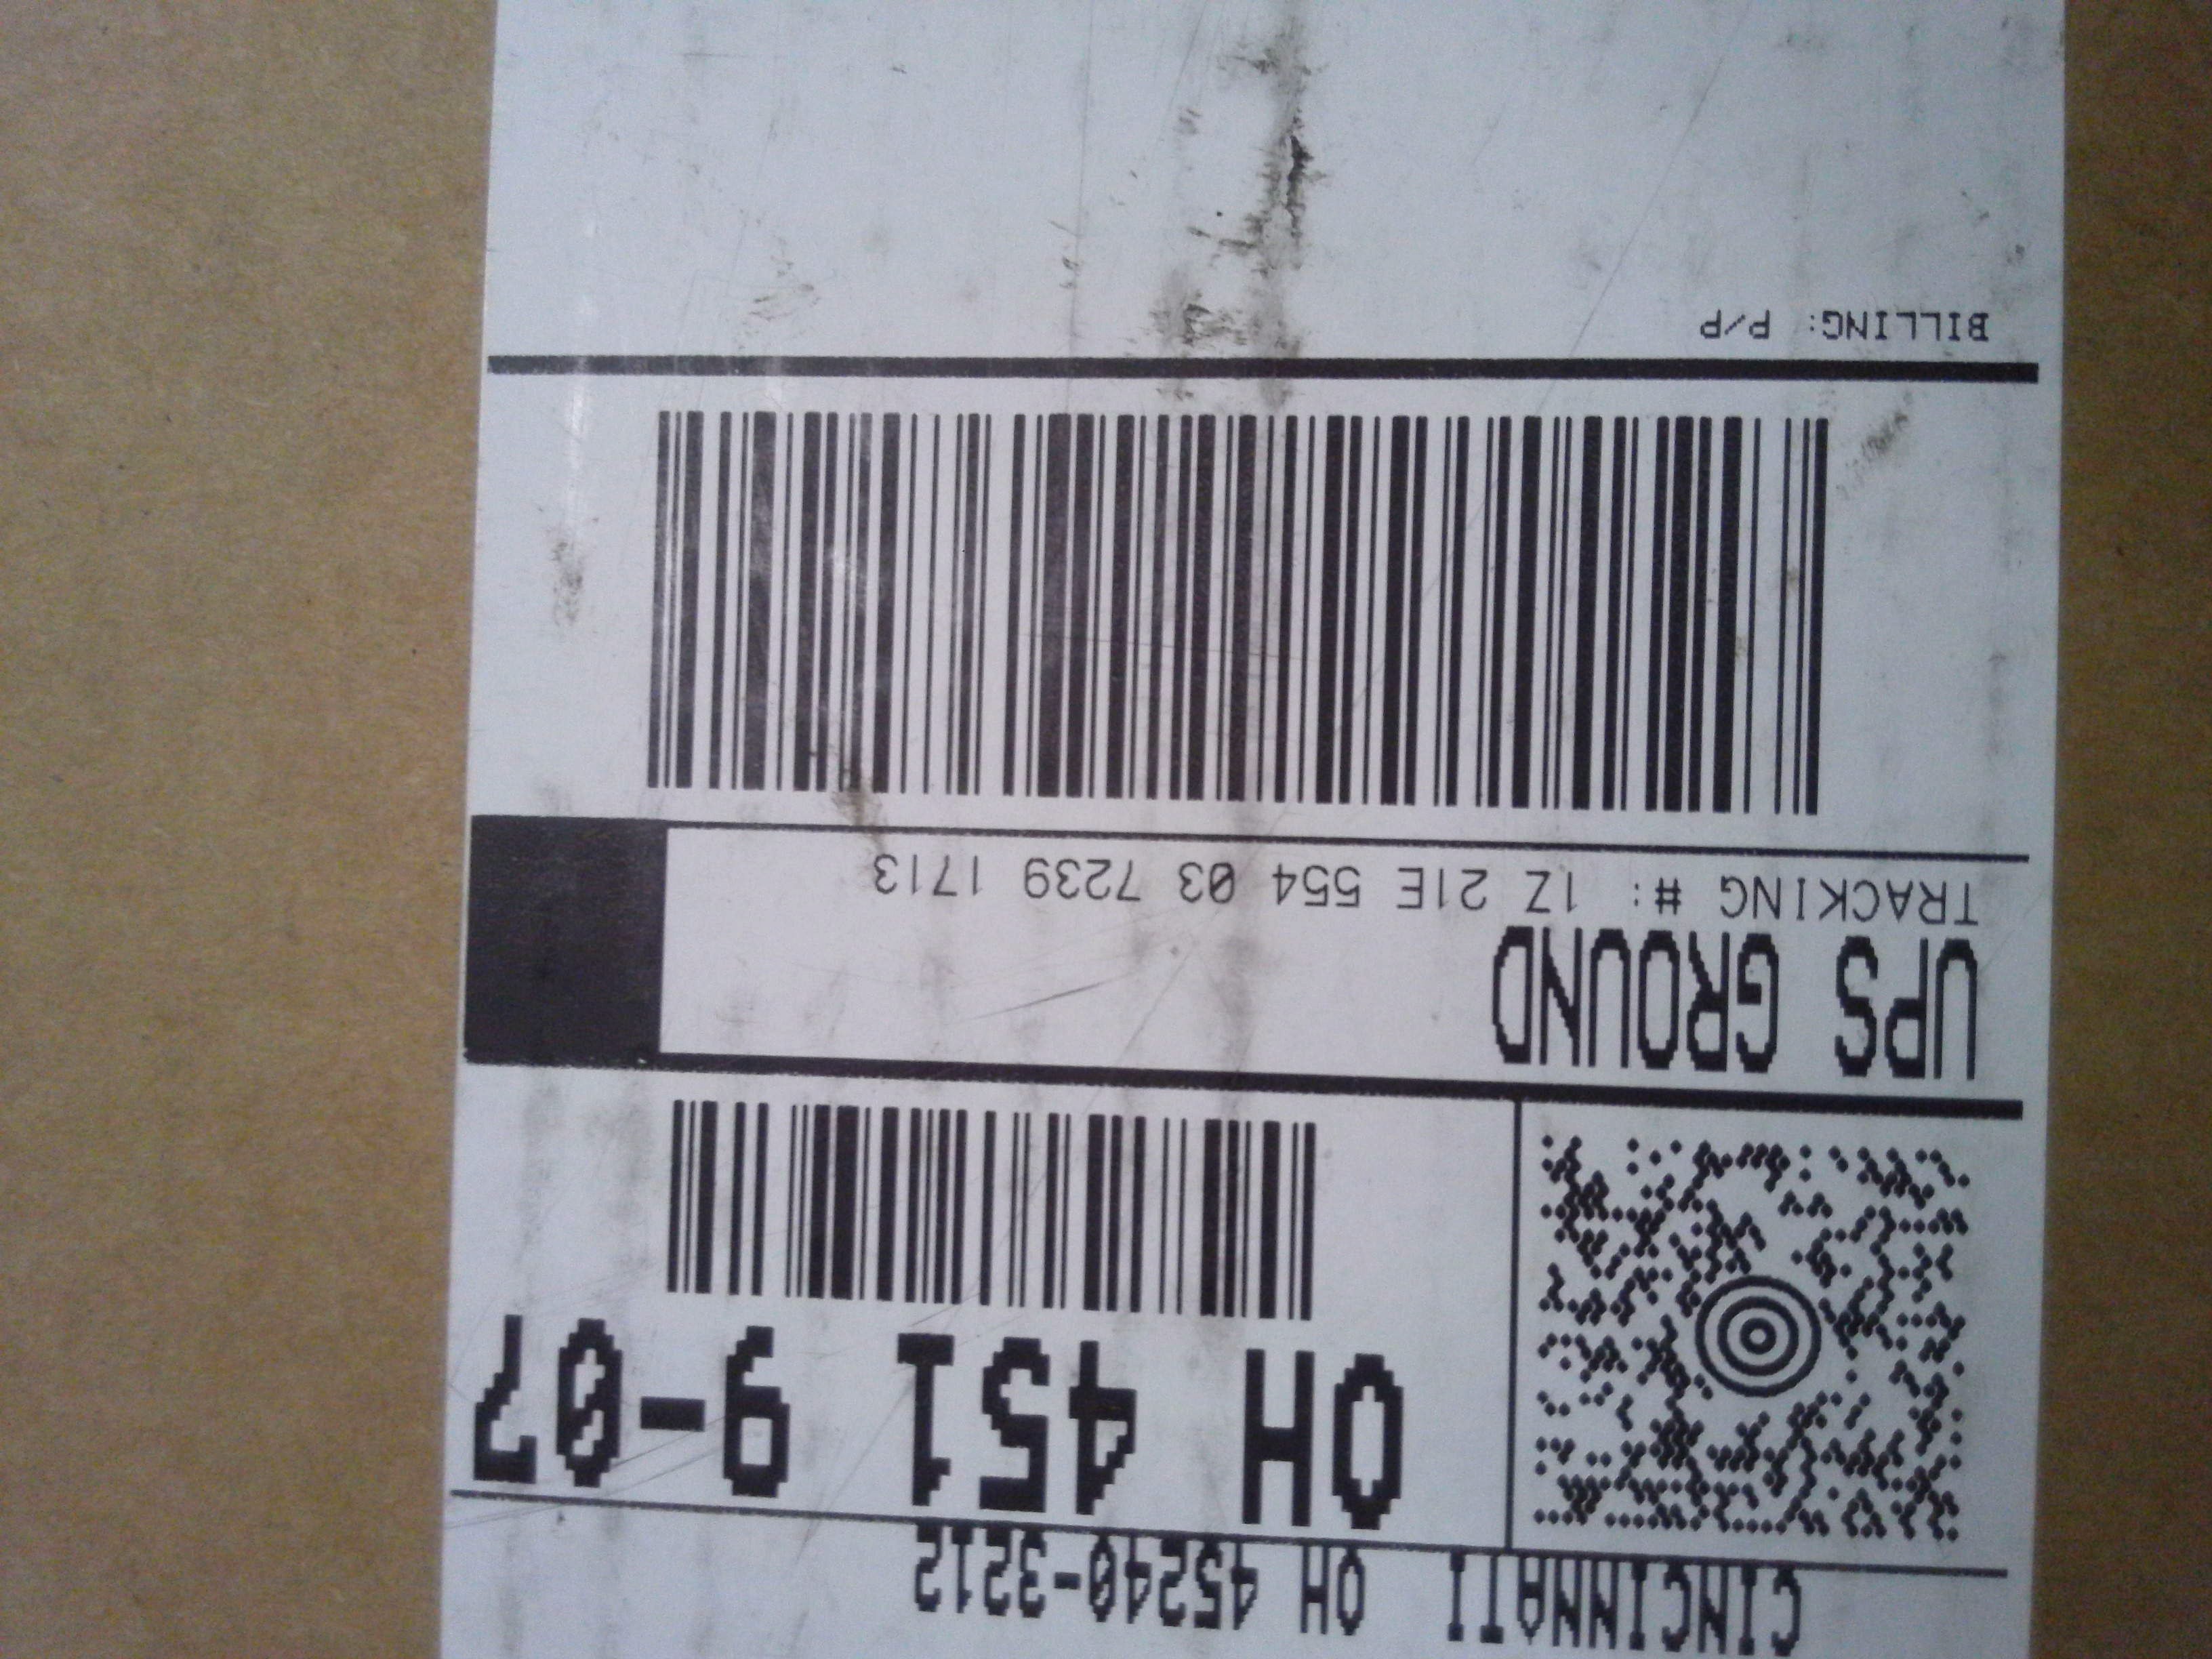 CINCINNATI OH 45240-3212
OH 451 9-07
UPS GROUND
TRACKING #: 1Z 21E 554 03 7239 1713
BILLING: P/P